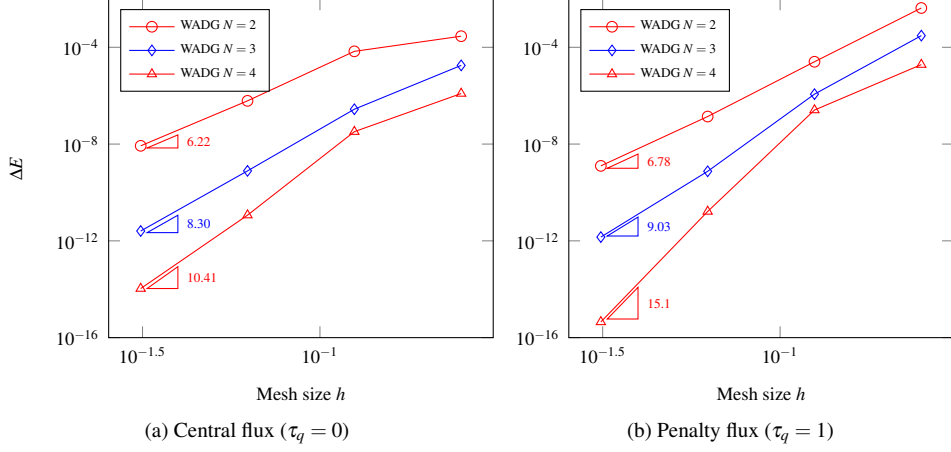 WADG N = 2
WADG N = 3
WADG N = 4
10^−4
10^−8
10^−12
10^−16
ΔE
6.22
8.30
10.41
10^−1.5
10^−1
Mesh size h
(a) Central flux (τ_q = 0)
WADG N = 2
WADG N = 3
WADG N = 4
10^−4
10^−8
10^−12
10^−16
6.78
9.03
15.1
10^−1.5
10^−1
Mesh size h
(b) Penalty flux (τ_q = 1)